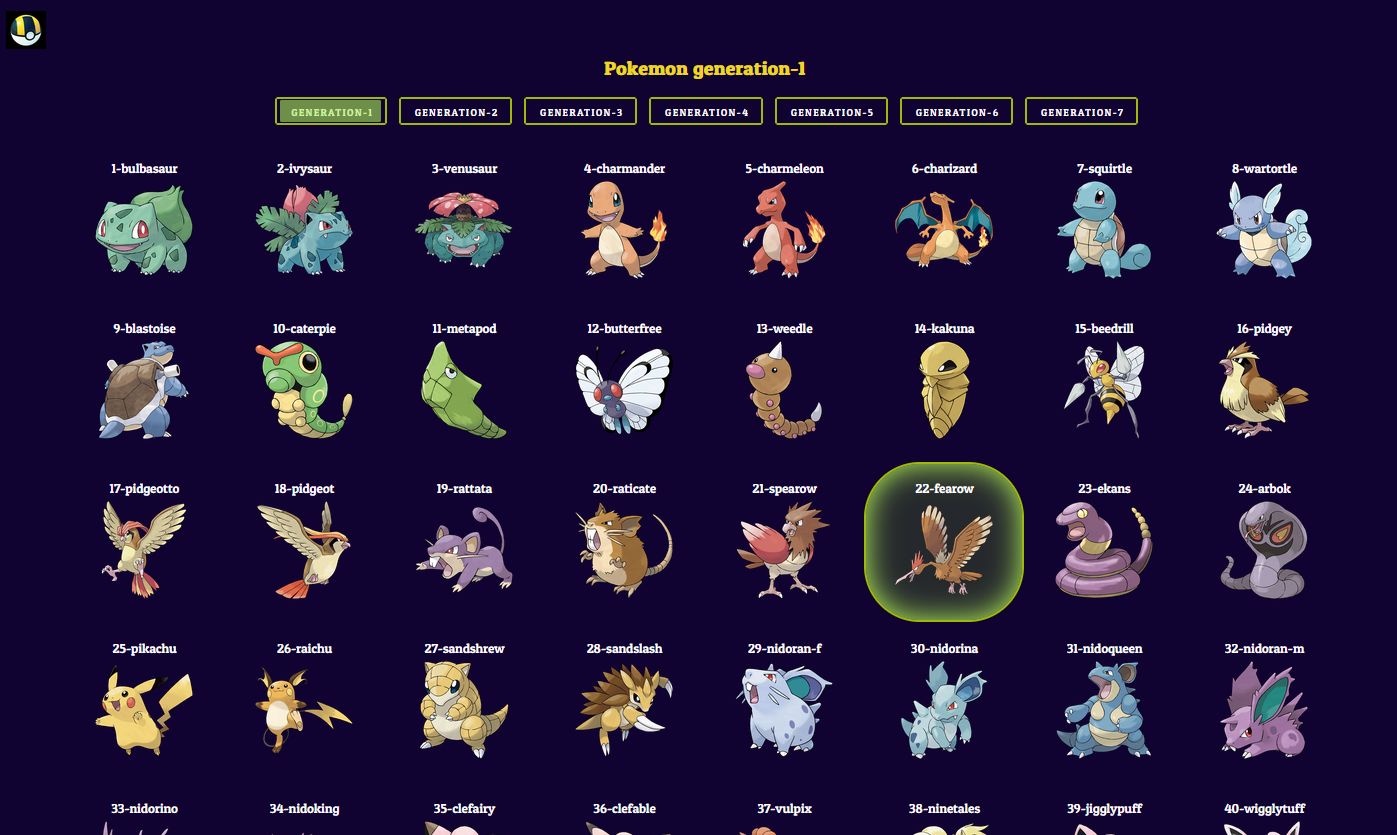 Pokemon generation-1
GENERATION-1 GENERATION-2 GENERATION-3 GENERATION-4 GENERATION-5 GENERATION-6 GENERATION-7
1-bulbasaur 2-ivysaur 3-venusaur 4-charmander 5-charmeleon 6-charizard 7-squirtle 8-wartortle
9-blastoise 10-caterpie 11-metapod 12-butterfree 13-weedle 14-kakuna 15-beedrill 16-pidgey
17-pidgeotto 18-pidgeot 19-rattata 20-raticate 21-spearow 22-fearow 23-ekans 24-arbok
25-pikachu 26-raichu 27-sandshrew 28-sandslash 29-nidoran-f 30-nidorina 31-nidoqueen 32-nidoran-m
33-nidorino 34-nidoking 35-clefairy 36-clefable 37-vulpix 38-ninetales 39-jigglypuff 40-wigglytuff